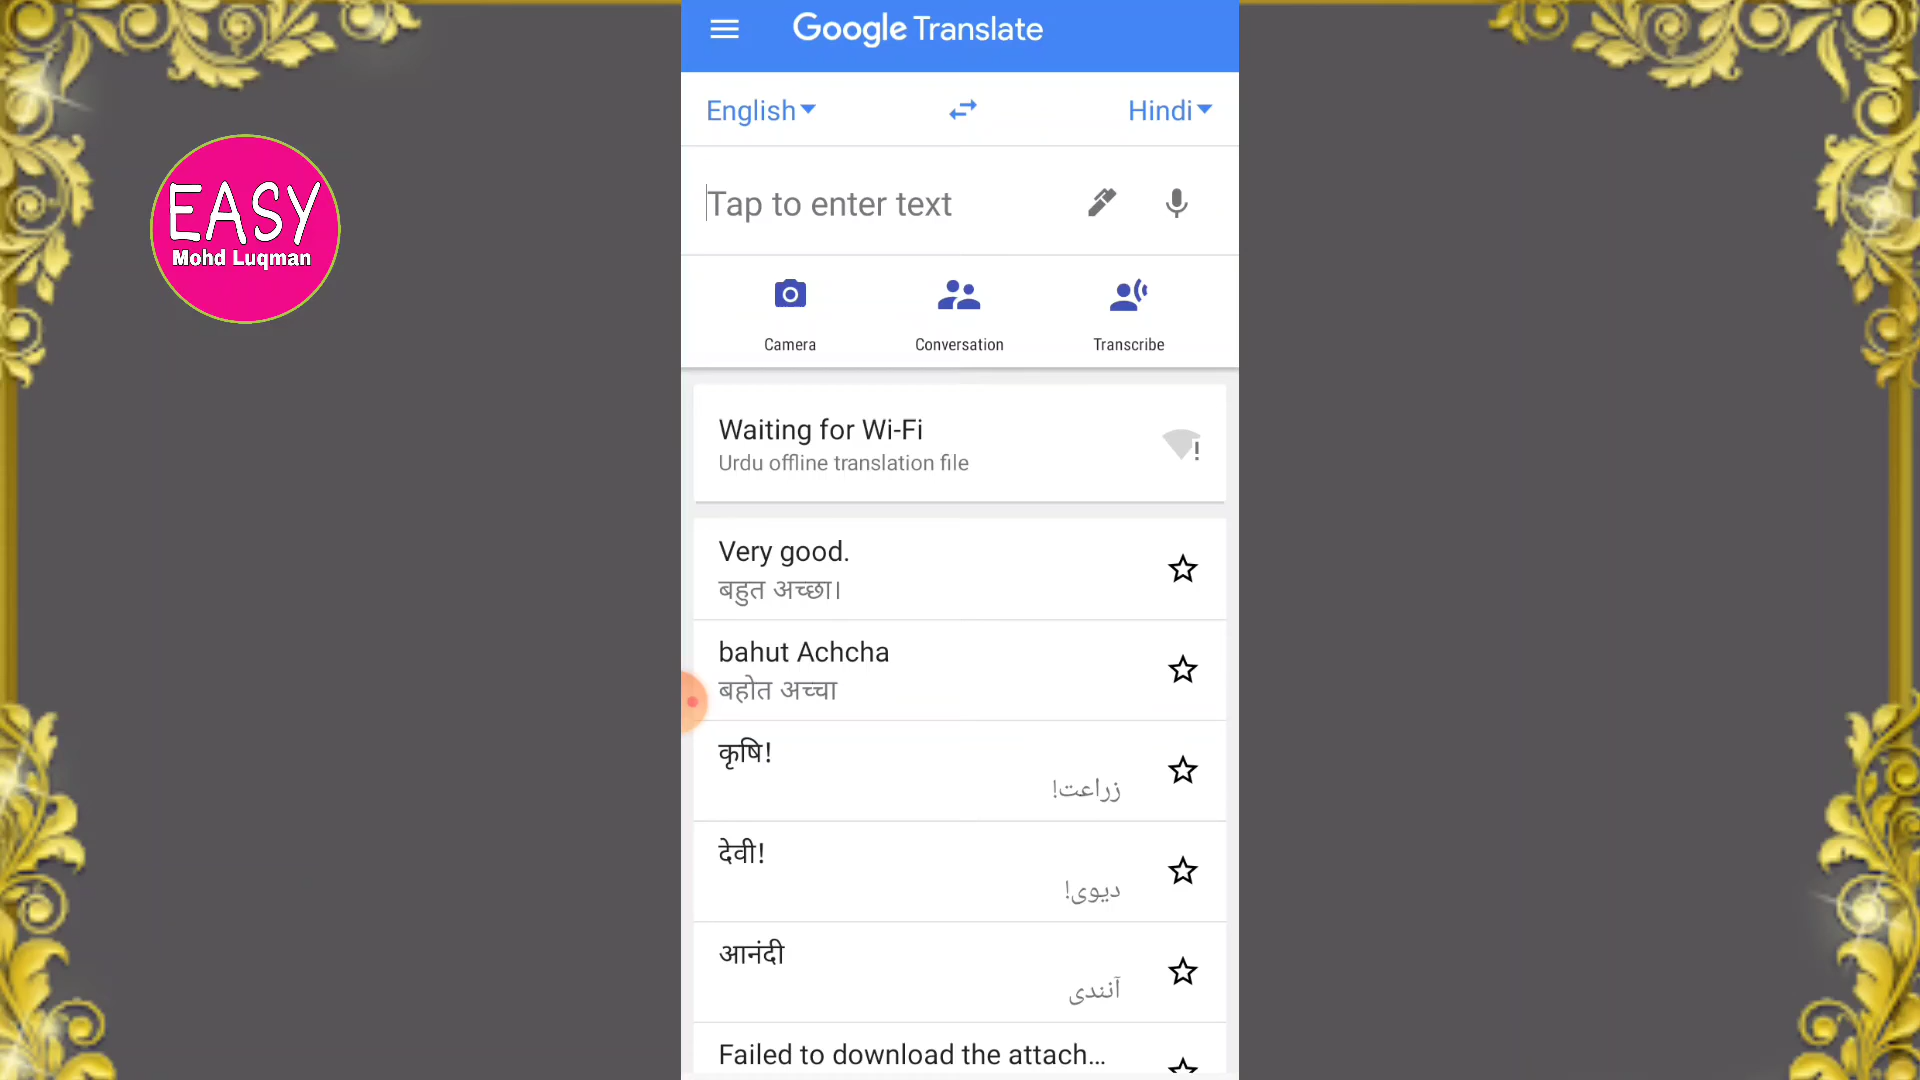 Google Translate
English
Hindi
EASY
Mohd Luqman
Tap to enter text
Camera
Conversation
Transcribe
Waiting for Wi-Fi
Urdu offline translation file
Very good.
बहुत अच्छा।
bahut Achcha
बहोत अच्चा
कृषि!
زراعت!
देवी!
دیوی!
आनंदी
آنندی
Failed to download the attach...